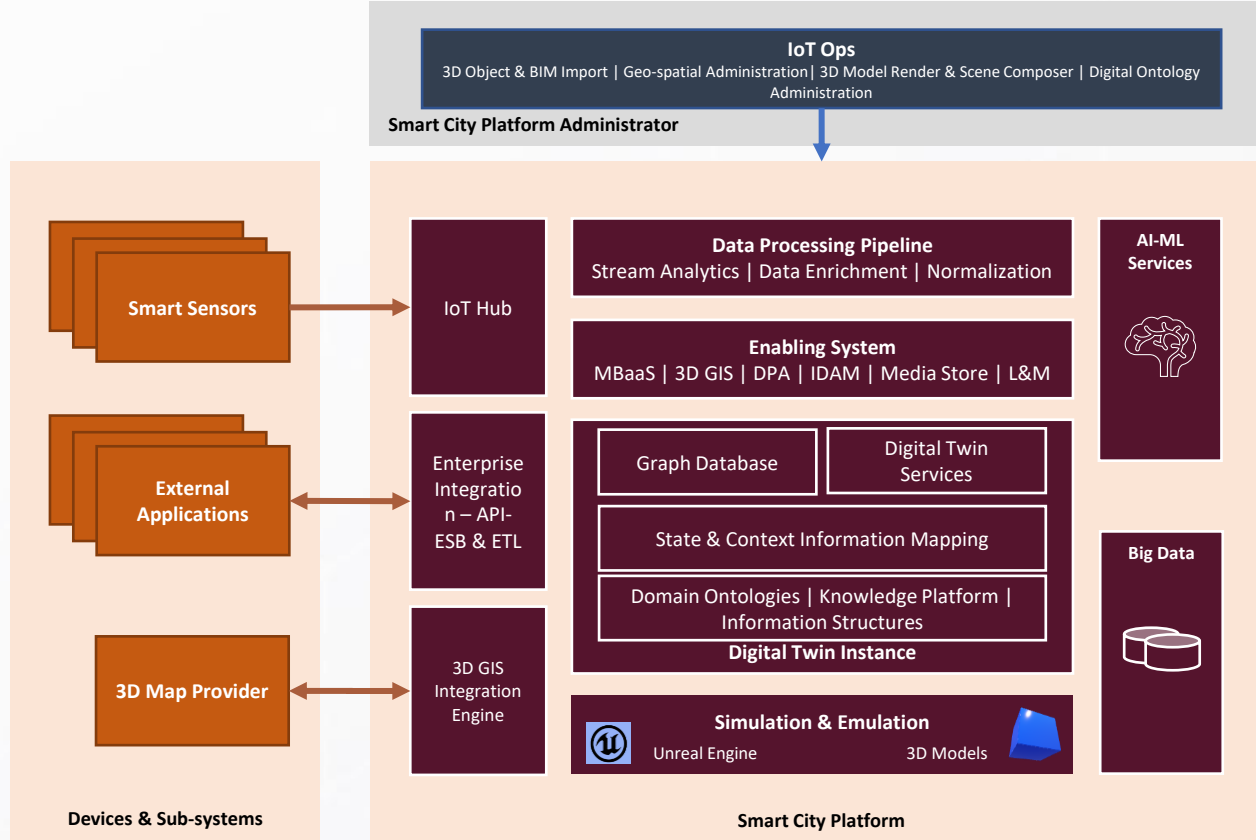 IoT Ops
3D Object & BIM Import | Geo-spatial Administration| 3D Model Render & Scene Composer | Digital Ontology
Administration
Smart City Platform Administrator
Smart Sensors
External
Applications
3D Map Provider
Devices & Sub-systems
IoT Hub
Enterprise
Integratio
n – API-
ESB & ETL
3D GIS
Integration
Engine
Data Processing Pipeline
Stream Analytics | Data Enrichment | Normalization
Enabling System
MBaaS | 3D GIS | DPA | IDAM | Media Store | L&M
Graph Database
Digital Twin
Services
State & Context Information Mapping
Domain Ontologies | Knowledge Platform |
Information Structures
Digital Twin Instance
Simulation & Emulation
Unreal Engine
3D Models
AI-ML
Services
Big Data
Smart City Platform